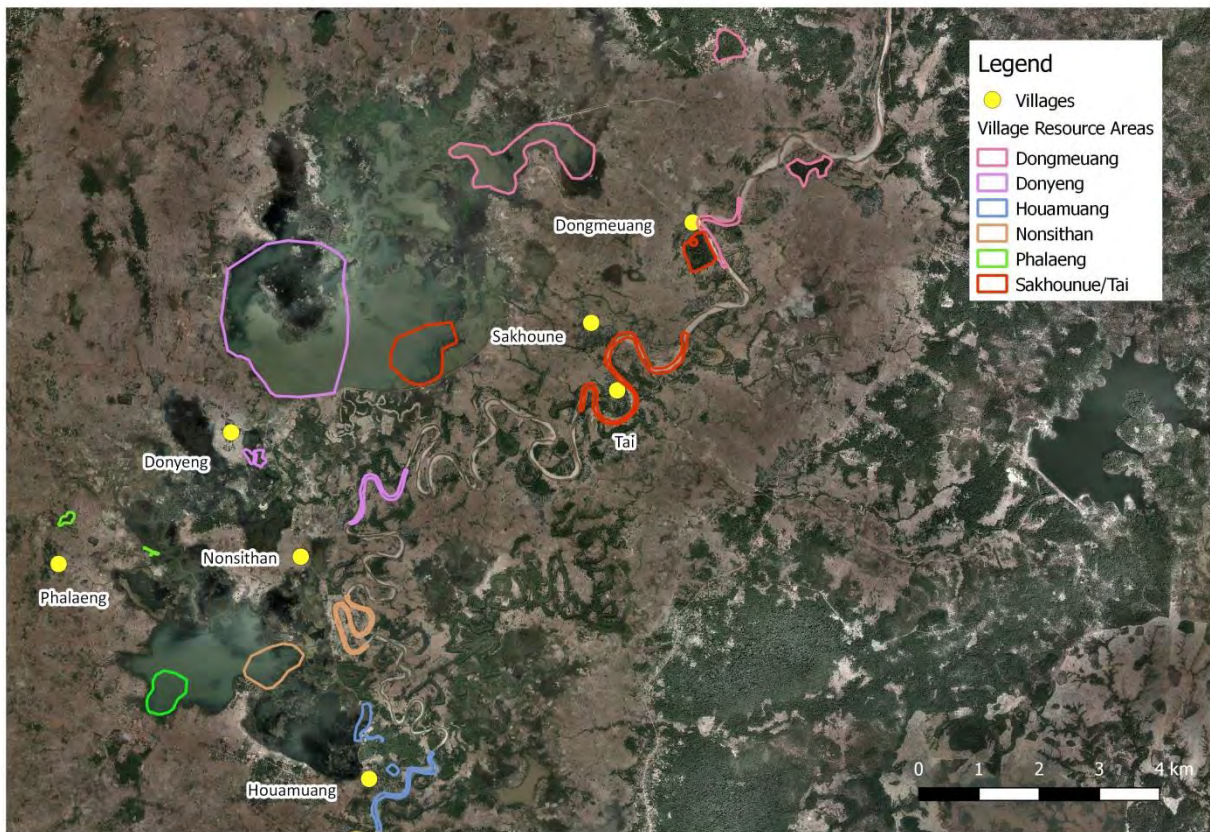 Legend
Villages
Village Resource Areas
Dongmeuang
Donyeng
Houamuang
Nonsithan
Phalaeng
Sakhounue/Tai
Dongmeuang
Sakhoune
Tai
Donyeng
Nonsithan
Phalaeng
Houamuang
0 1 2 3 4 km